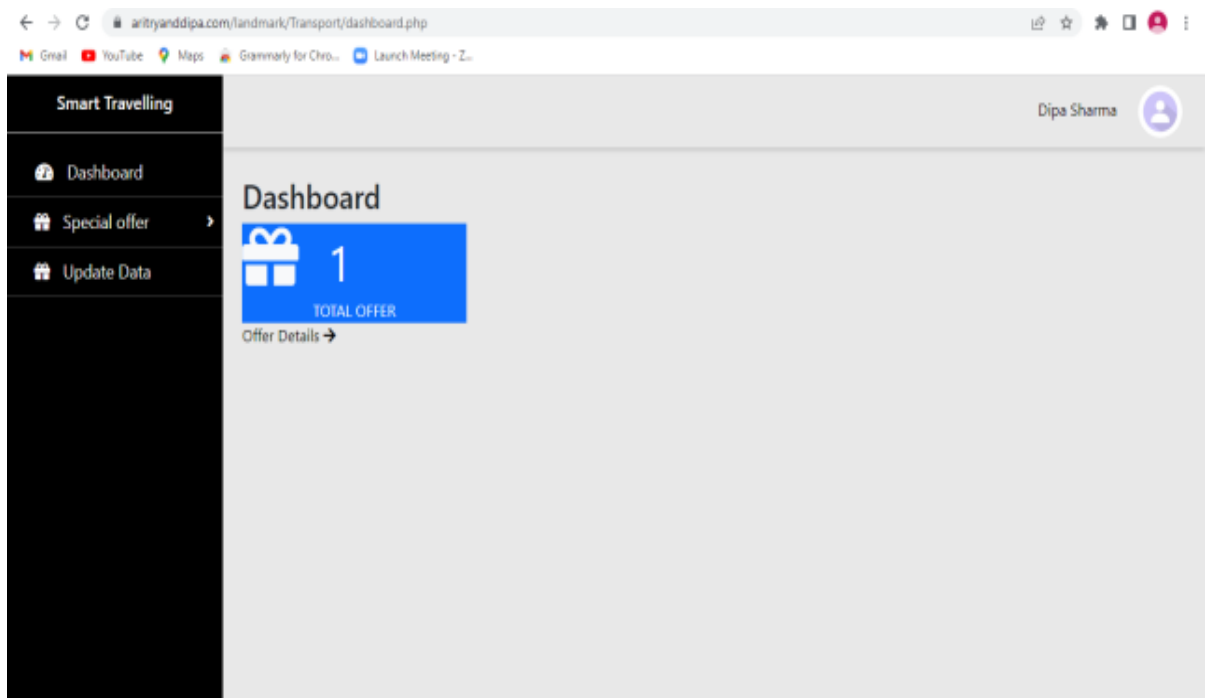 aritryanddipa.com/landmark/Transport/dashboard.php
Gmail YouTube Maps Grammarly for Chro... Launch Meeting - Z...
Smart Travelling
Dipa Sharma
Dashboard
Special offer
Update Data
Dashboard
1
TOTAL OFFER
Offer Details →